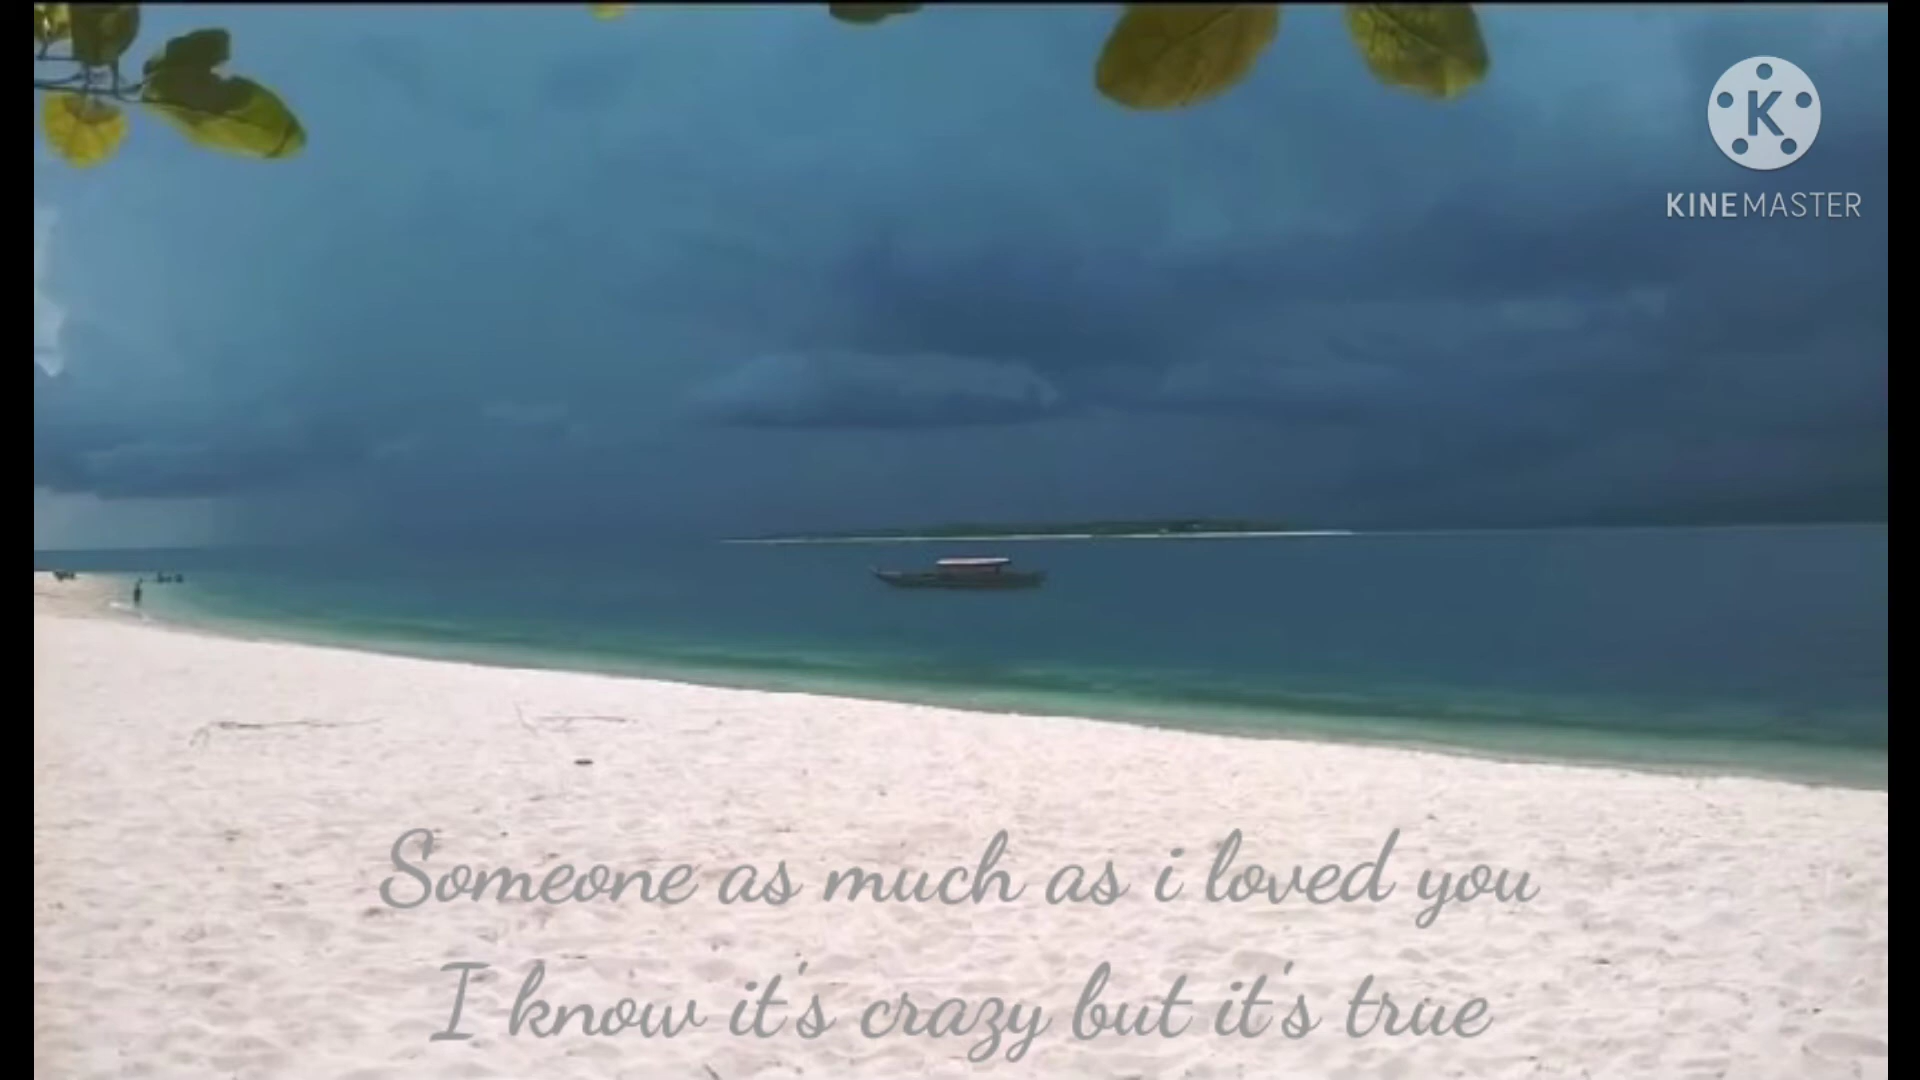 K
KINEMASTER
Someone as much as i loved you
I know it's crazy but it's true